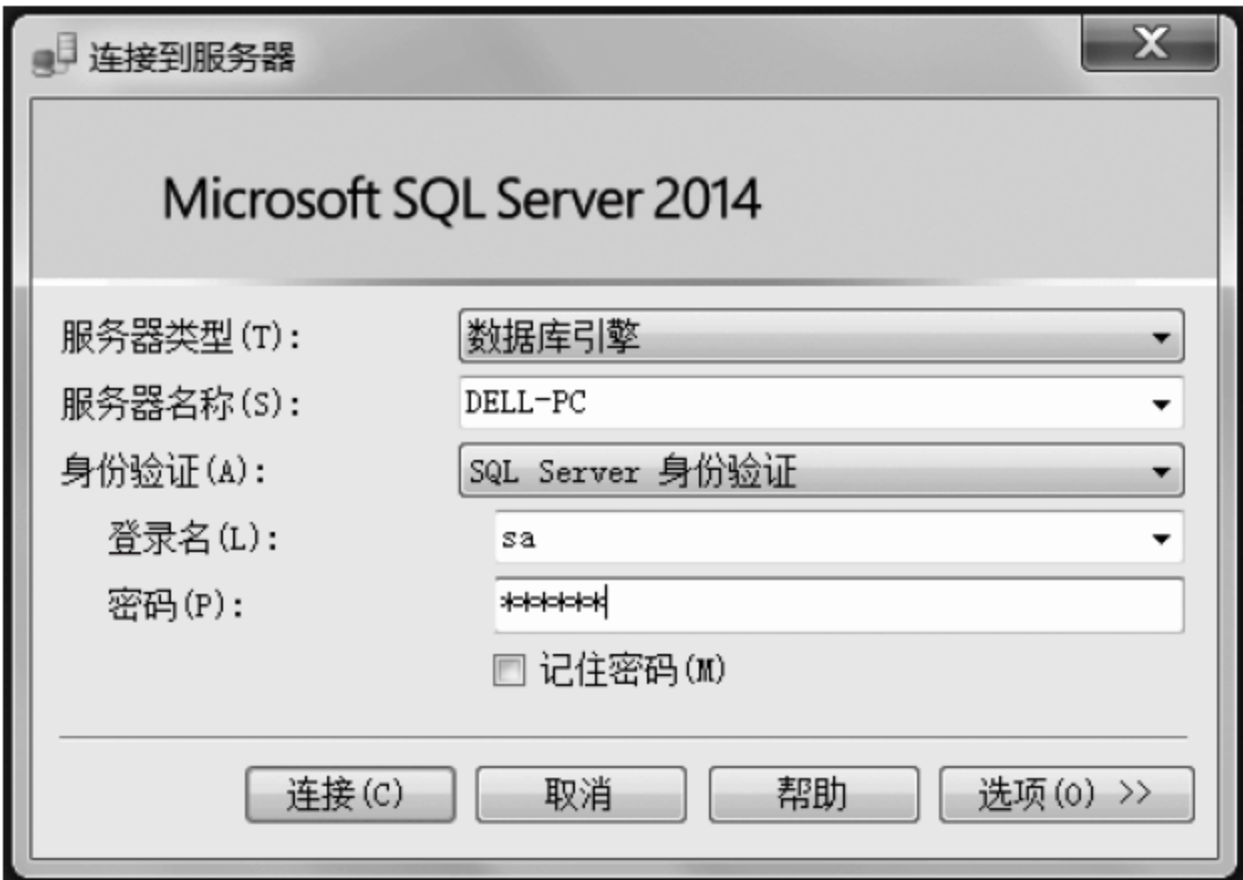 连接到服务器
X
Microsoft SQL Server 2014
服务器类型(T): 数据库引擎
服务器名称(S): DELL-PC
身份验证(A): SQL Server 身份验证
登录名(L): sa
密码(P): ******
记住密码(M)
连接(C) 取消 帮助 选项(O) >>